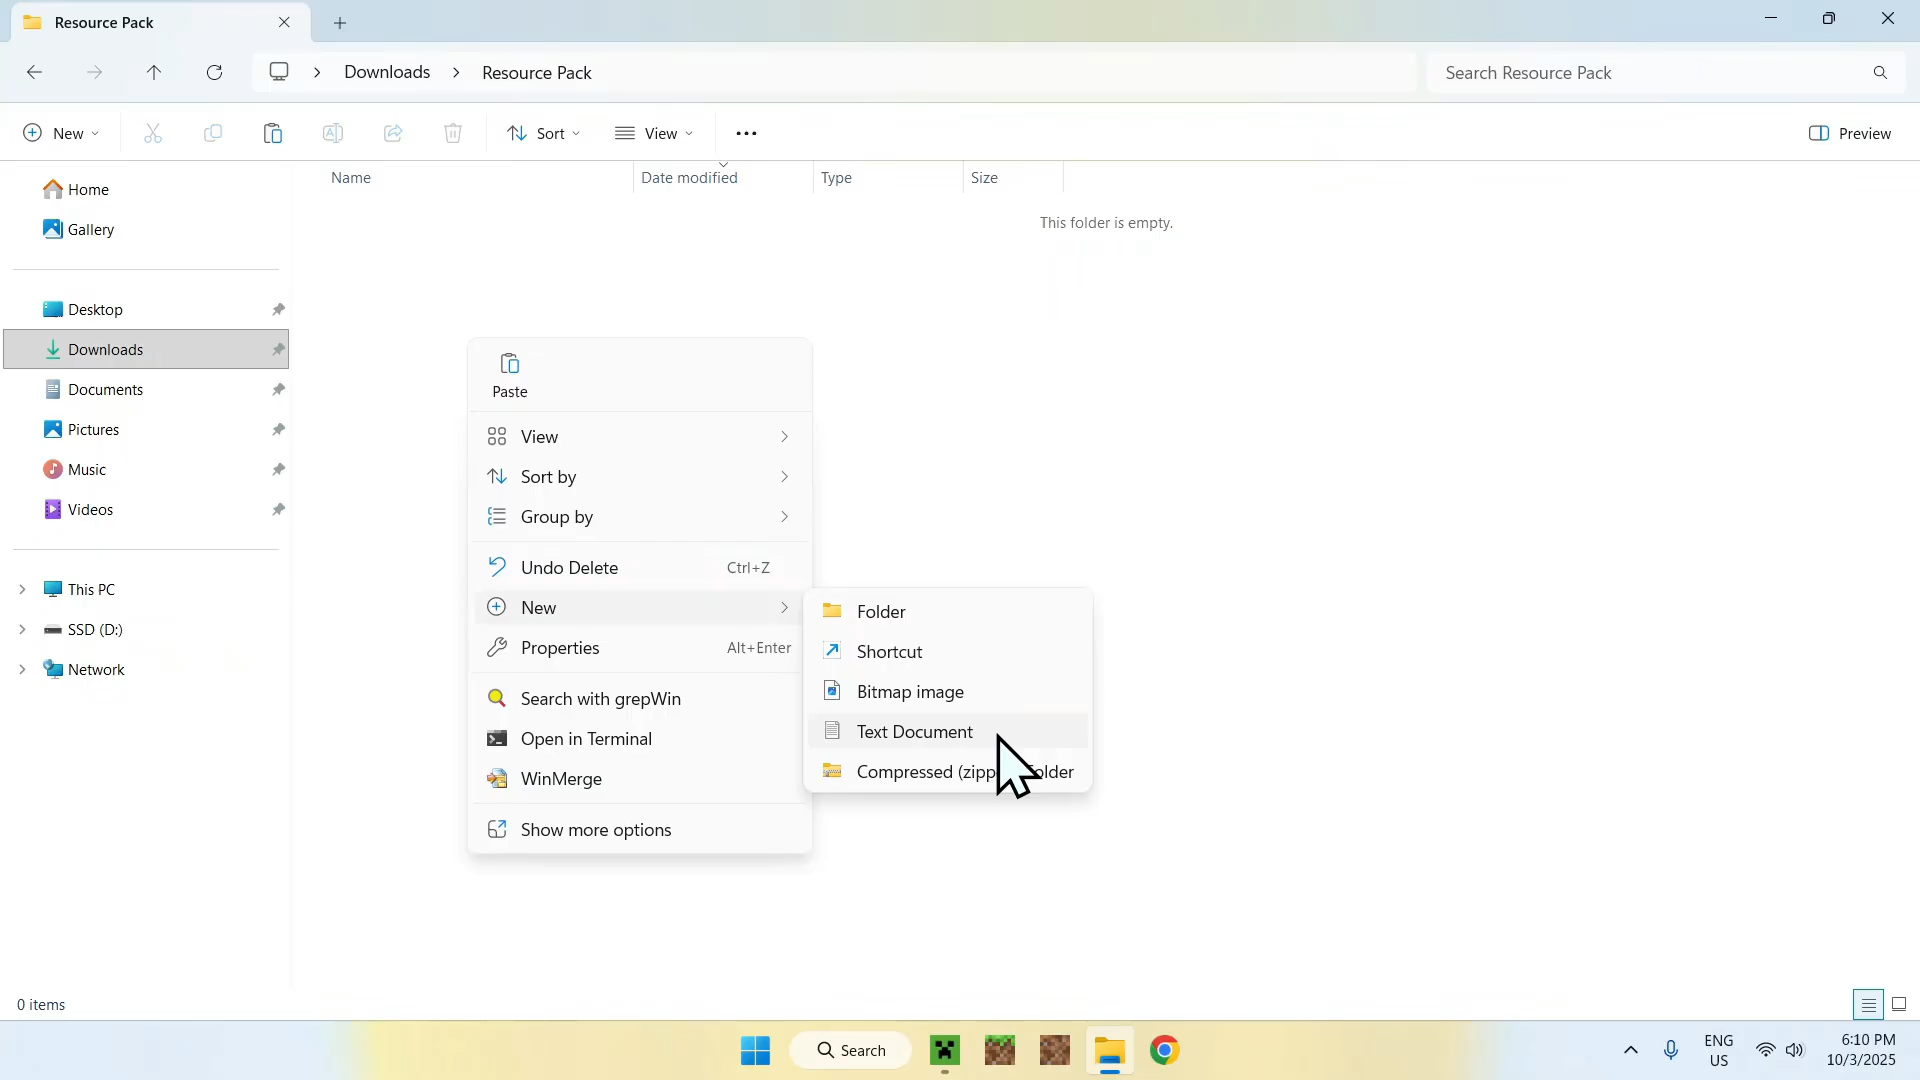 Resource Pack
Downloads
Resource Pack
Search Resource Pack
New
Sort
View
Preview
Name
Date modified
Type
Size
This folder is empty.
Home
Gallery
Desktop
Downloads
Documents
Pictures
Music
Videos
This PC
SSD (D:)
Network
Paste
View
Sort by
Group by
Undo Delete
Ctrl+Z
New
Properties
Alt+Enter
Search with grepWin
Open in Terminal
WinMerge
Show more options
Folder
Shortcut
Bitmap image
Text Document
Compressed (zipp older
0 items
Search
ENG
US
6:10 PM
10/3/2025